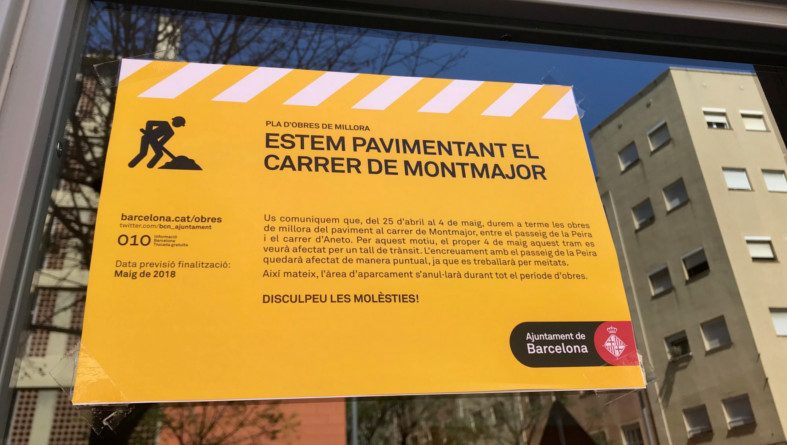 PLA D'OBRES DE MILLORA
ESTEM PAVIMENTANT EL
CARRER DE MONTMAJOR
barcelona.cat/obres
twitter.com/bcn_ajuntament
010 Informació
Barcelona
Trucada gratuïta
Data previsió finalització:
Maig de 2018
Us comuniquem que, del 25 d'abril al 4 de maig, durem a terme les obres
de millora del paviment al carrer de Montmajor, entre el passeig de la Peira
i el carrer d'Aneto. Per aquest motiu, el proper 4 de maig aquest tram es
veurà afectat per un tall de trànsit. L'encreuament amb el passeig de la Peira
quedarà afectat de manera puntual, ja que es treballarà per meitats.
Així mateix, l'àrea d'aparcament s'anul·larà durant tot el període d'obres.
DISCULPEU LES MOLÈSTIES!
Ajuntament de
Barcelona